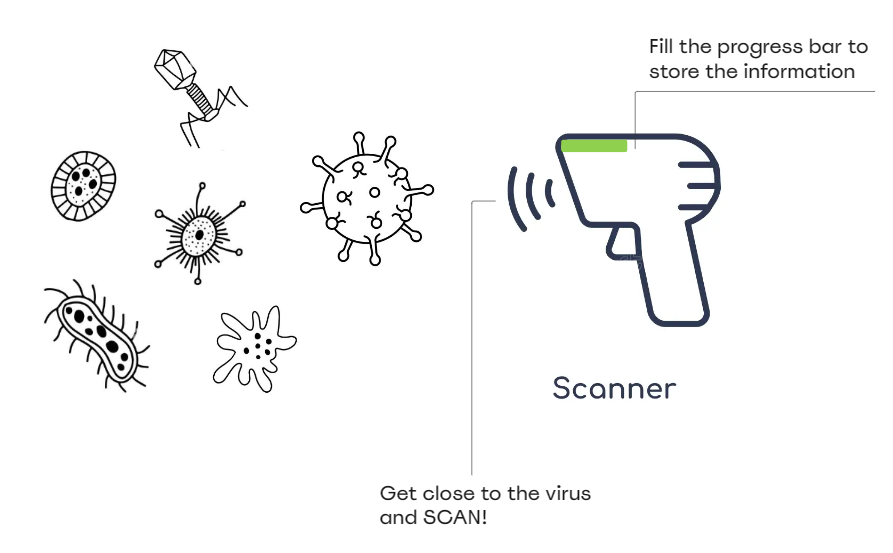 Fill the progress bar to
store the information
Scanner
Get close to the virus
and SCAN!